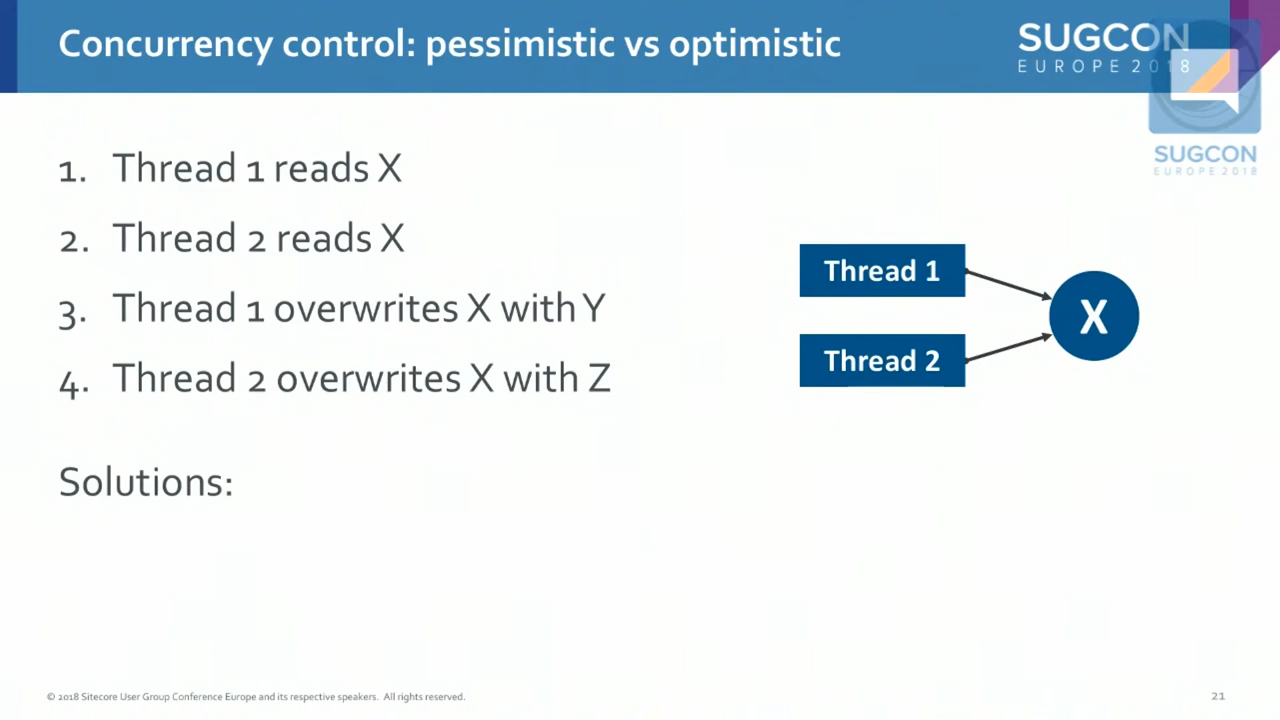 Concurrency control: pessimistic vs optimistic
SUGCON
EUROPE 2018
SUGCON
EUROPE 2018
1. Thread 1 reads X
2. Thread 2 reads X
3. Thread 1 overwrites X with Y
4. Thread 2 overwrites X with Z
Thread 1
Thread 2
X
Solutions:
© 2018 Sitecore User Group Conference Europe and its respective speakers. All rights reserved.
21